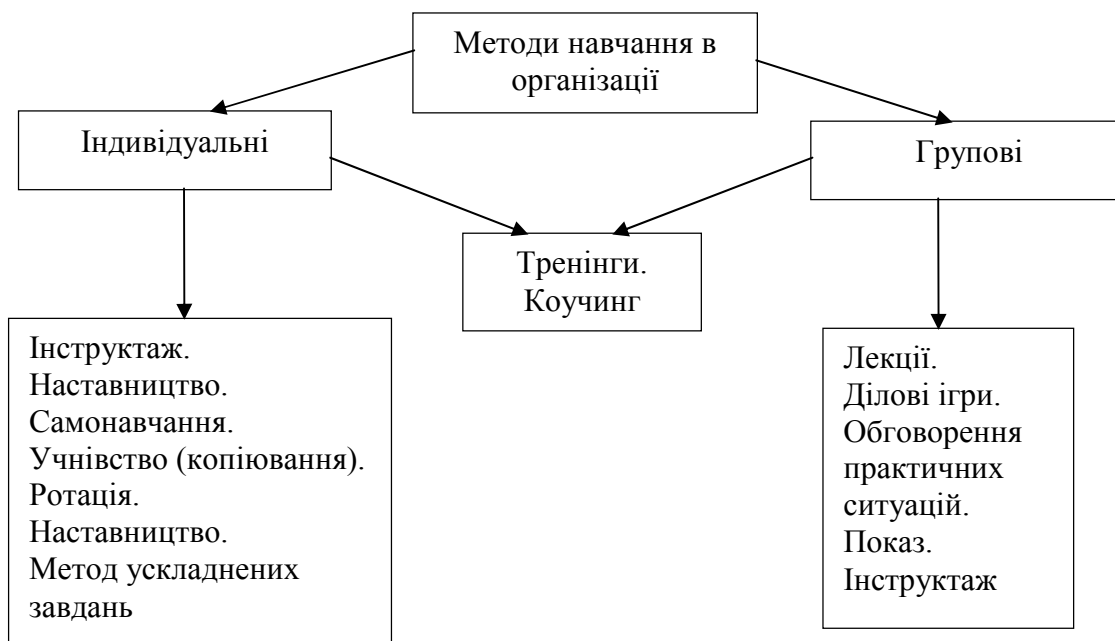 Методи навчання в
організації
Індивідуальні
Групові
Тренінги.
Коучинг
Інструктаж.
Наставництво.
Самонавчання.
Учнівство (копіювання).
Ротація.
Наставництво.
Метод ускладнених
завдань
Лекції.
Ділові ігри.
Обговорення
практичних
ситуацій.
Показ.
Інструктаж